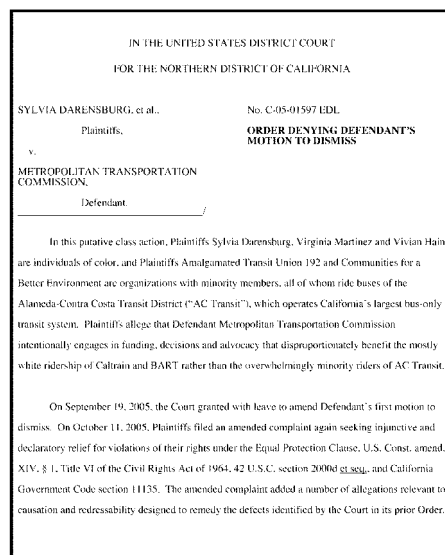 IN THE UNITED STATES DISTRICT COURT
FOR THE NORTHERN DISTRICT OF CALIFORNIA
SYLVIA DARENSBURG, et al.,
Plaintiffs,
v.
METROPOLITAN TRANSPORTATION
COMMISSION,
Defendant.
/
No. C-05-01597 EDL
ORDER DENYING DEFENDANT'S
MOTION TO DISMISS
In this putative class action, Plaintiffs Sylvia Darensburg, Virginia Martinez and Vivian Hain
are individuals of color, and Plaintiffs Amalgamated Transit Union 192 and Communities for a
Better Environment are organizations with minority members, all of whom ride buses of the
Alameda-Contra Costa Transit District ("AC Transit"), which operates California's largest bus-only
transit system. Plaintiffs allege that Defendant Metropolitan Transportation Commission
intentionally engages in funding, decisions and advocacy that disproportionately benefit the mostly
white ridership of Caltrain and BART rather than the overwhelmingly minority riders of AC Transit.
On September 19, 2005, the Court granted with leave to amend Defendant's first motion to
dismiss. On October 11, 2005, Plaintiffs filed an amended complaint again seeking injunctive and
declaratory relief for violations of their rights under the Equal Protection Clause, U.S. Const. amend.
XIV, § 1, Title VI of the Civil Rights Act of 1964, 42 U.S.C. section 2000d et seq., and California
Government Code section 11135. The amended complaint added a number of allegations relevant to
causation and redressability designed to remedy the defects identified by the Court in its prior Order.